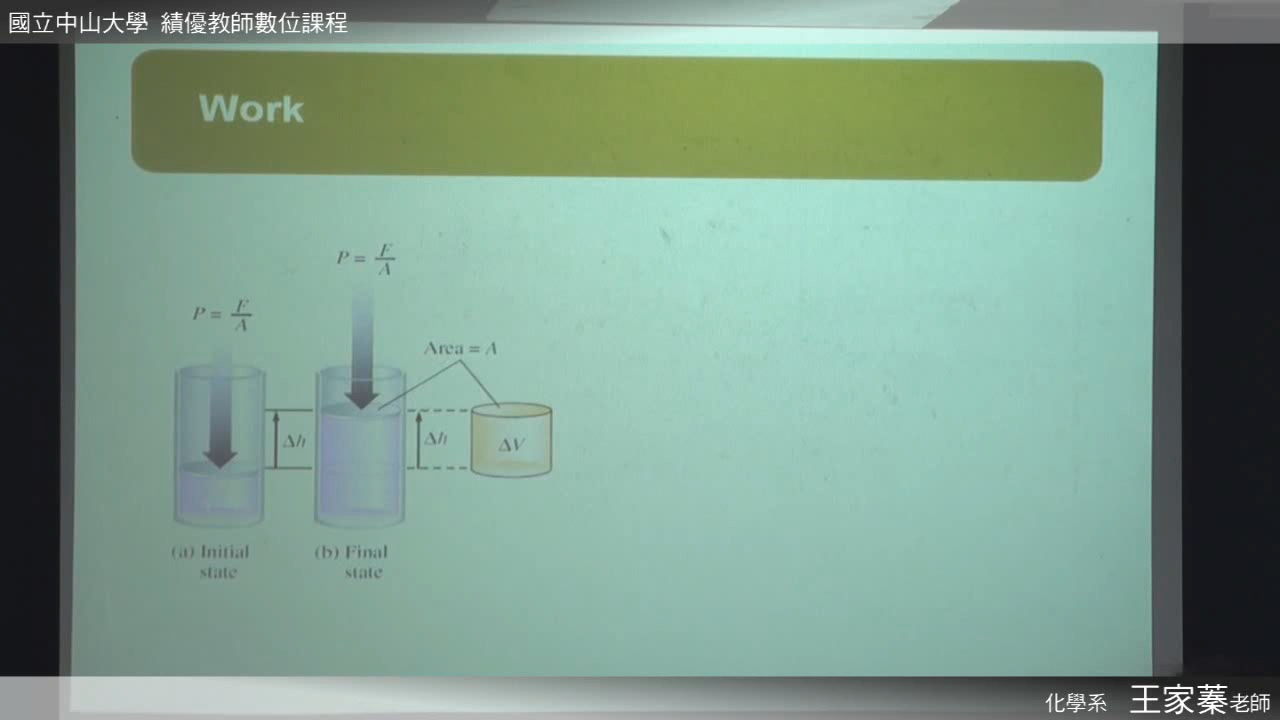 國立中山大學 績優教師數位課程
Work
P = F/A
P = F/A
Area = A
Δh
Δh
ΔV
(a) Initial
state
(b) Final
state
化學系 王家蓁老師